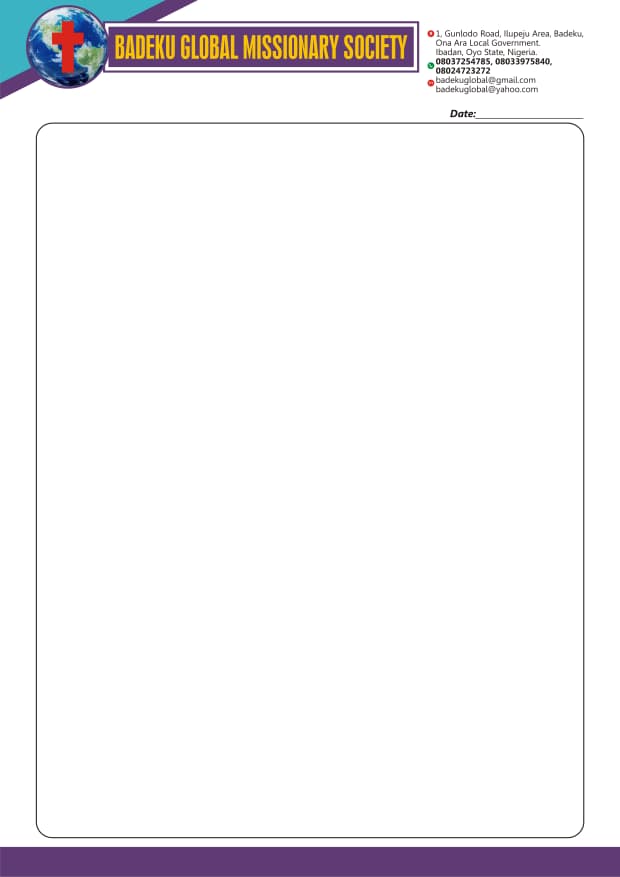 BADEKU GLOBAL MISSIONARY SOCIETY
1, Gunlodo Road, Ilupeju Area, Badeku,
Ona Ara Local Government.
Ibadan, Oyo State, Nigeria.
08037254785, 08033975840,
08024723272
badekuglobal@gmail.com
badekuglobal@yahoo.com
Date: